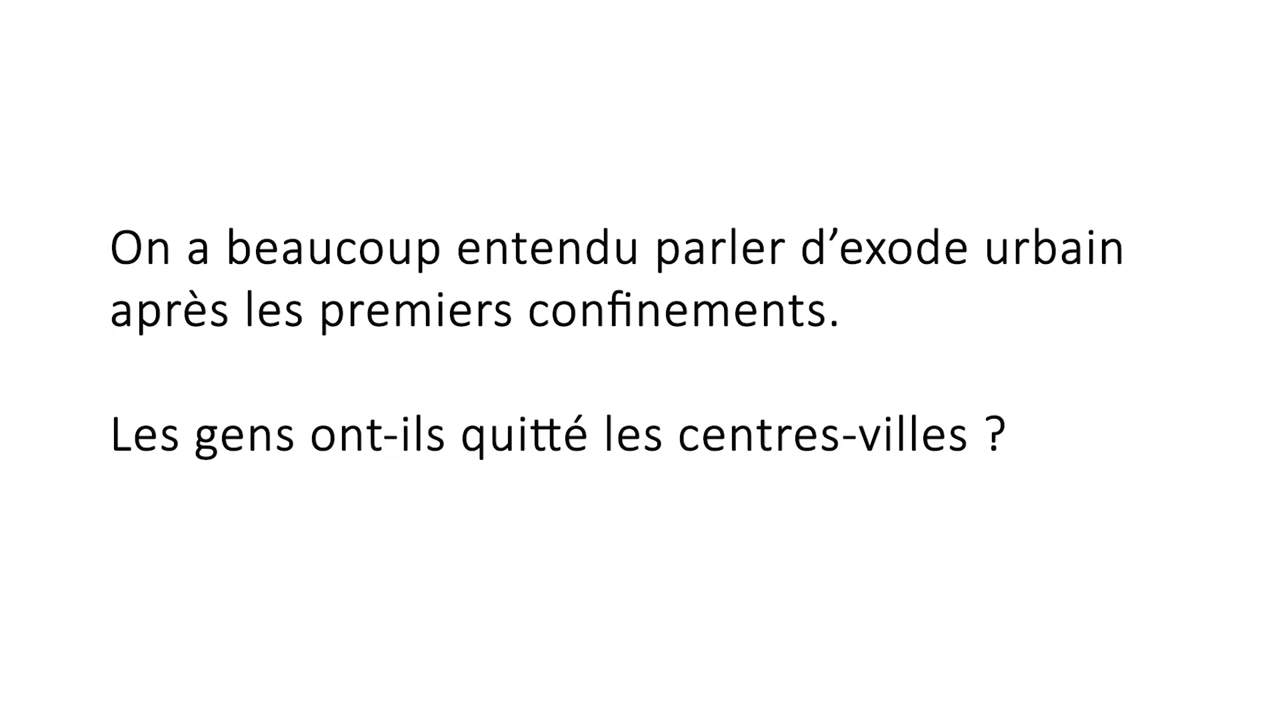 On a beaucoup entendu parler d’exode urbain
après les premiers confinements.
Les gens ont-ils quitté les centres-villes ?